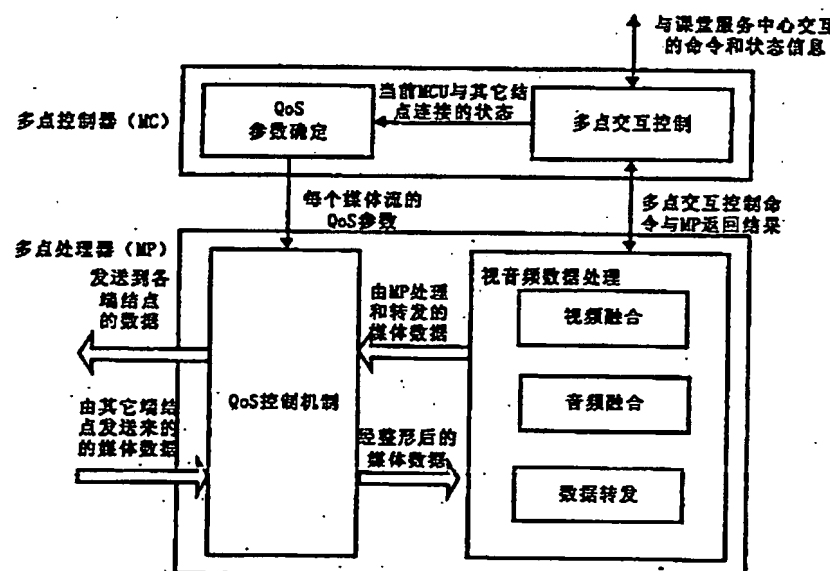 与课堂服务中心交互
的命令和状态信息
多点控制器（MC）
QoS
参数确定
当前MCU与其它结
点连接的状态
多点交互控制
每个媒体流的
QoS参数
多点交互控制命
令与MP返回结果
多点处理器（MP）
发送到各
端结点
的数据
由MP处理
和转发的
媒体数据
视音频数据处理
视频融合
音频融合
数据转发
QoS控制机制
由其它端结
点发送来的
的媒体数据
经整形后的
媒体数据